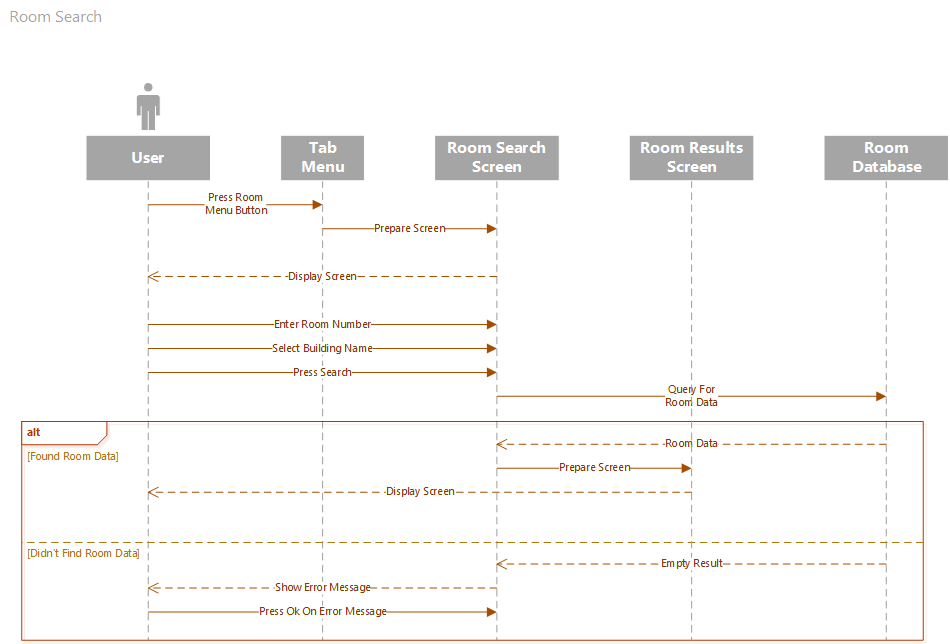 Room Search
User
Tab
Menu
Room Search
Screen
Room Results
Screen
Room
Database
Press Room
Menu Button
Prepare Screen
Display Screen
Enter Room Number
Select Building Name
Press Search
Query For
Room Data
alt
[Found Room Data]
Room Data
Prepare Screen
Display Screen
[Didn't Find Room Data]
Empty Result
Show Error Message
Press Ok On Error Message